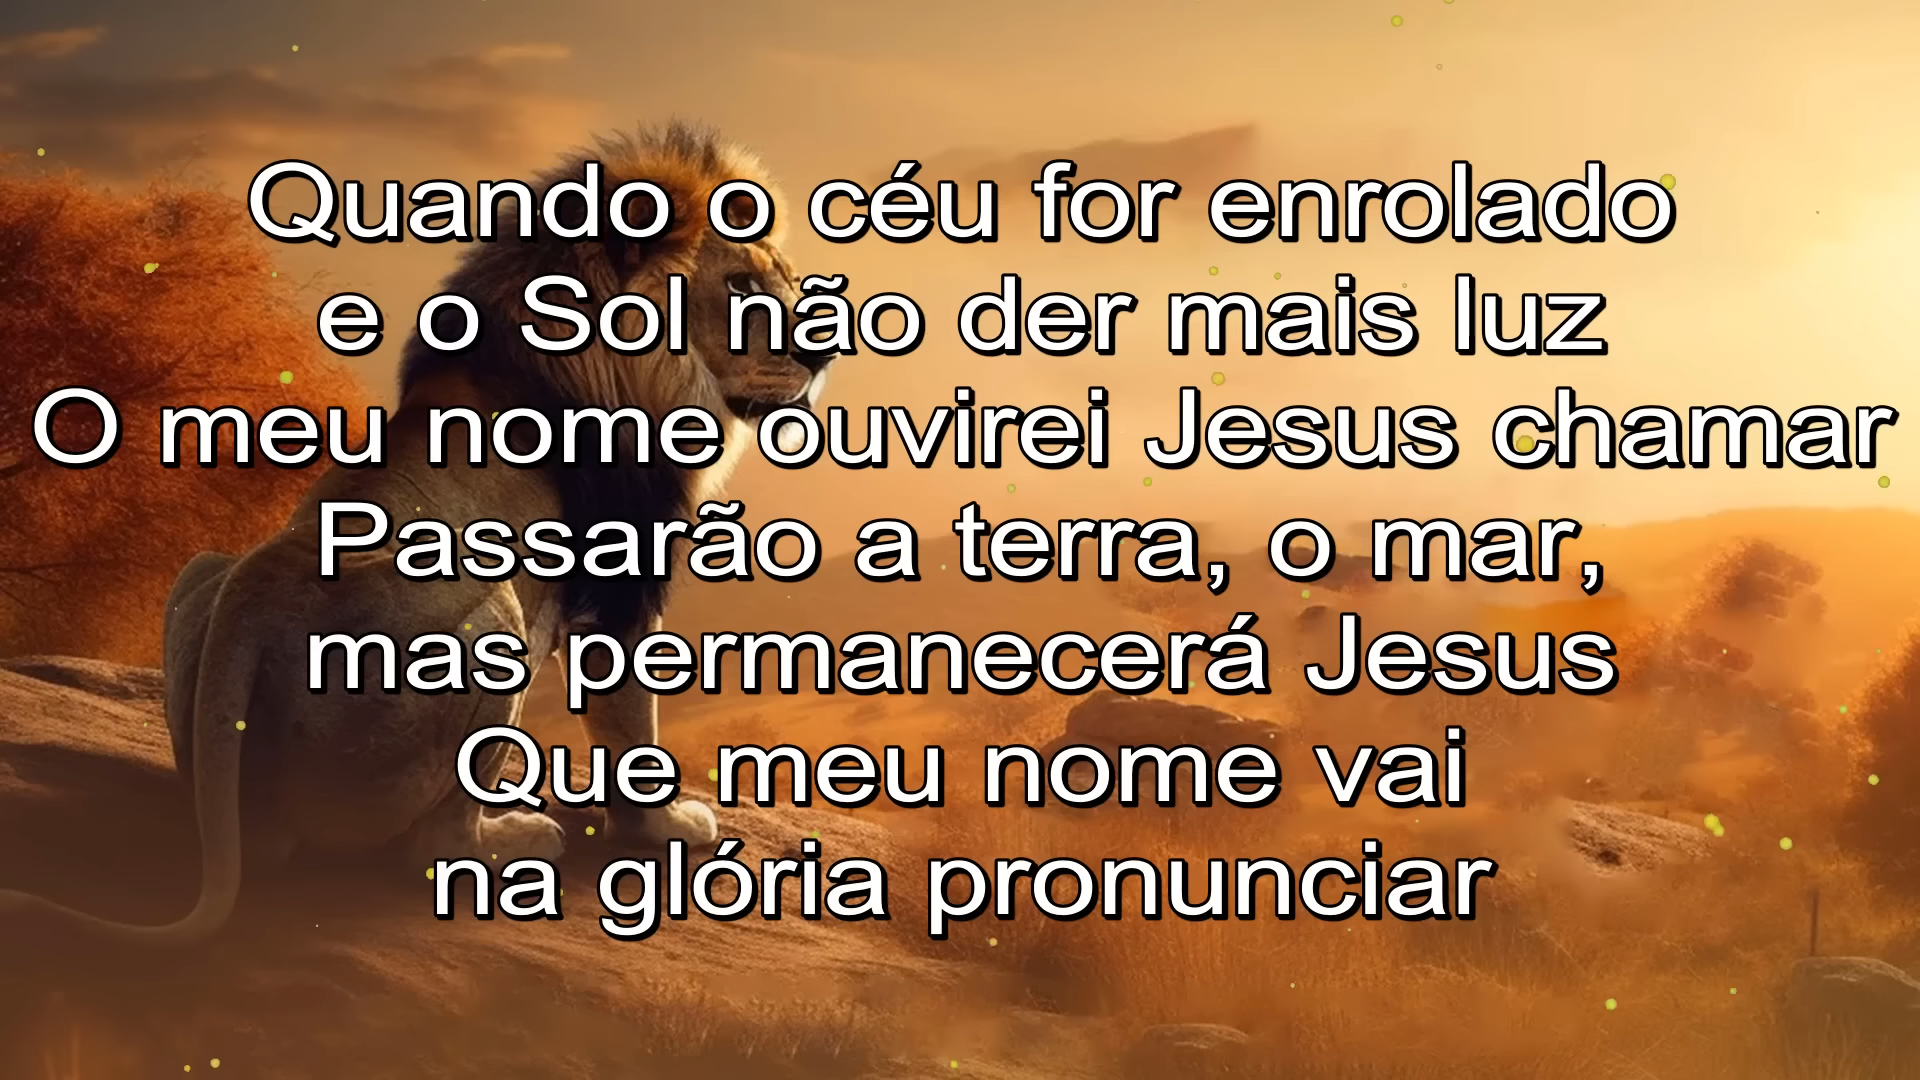 Quando o céu for enrolado
e o Sol não der mais luz
O meu nome ouvirei Jesus chamar
Passarão a terra, o mar,
mas permanecerá Jesus
Que meu nome vai
na glória pronunciar